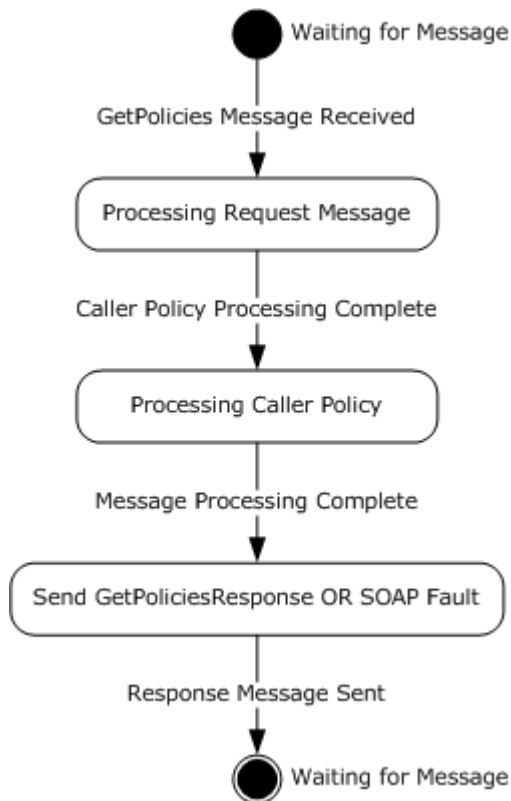 Waiting for Message
GetPolicies Message Received
Processing Request Message
Caller Policy Processing Complete
Processing Caller Policy
Message Processing Complete
Send GetPoliciesResponse OR SOAP Fault
Response Message Sent
Waiting for Message